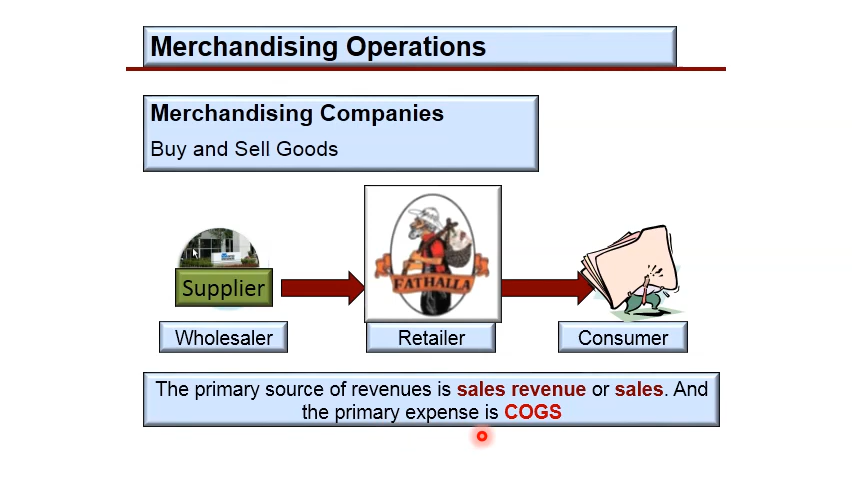 Merchandising Operations
Merchandising Companies
Buy and Sell Goods
Supplier
FATHALLA
Wholesaler
Retailer
Consumer
The primary source of revenues is sales revenue or sales. And
the primary expense is COGS